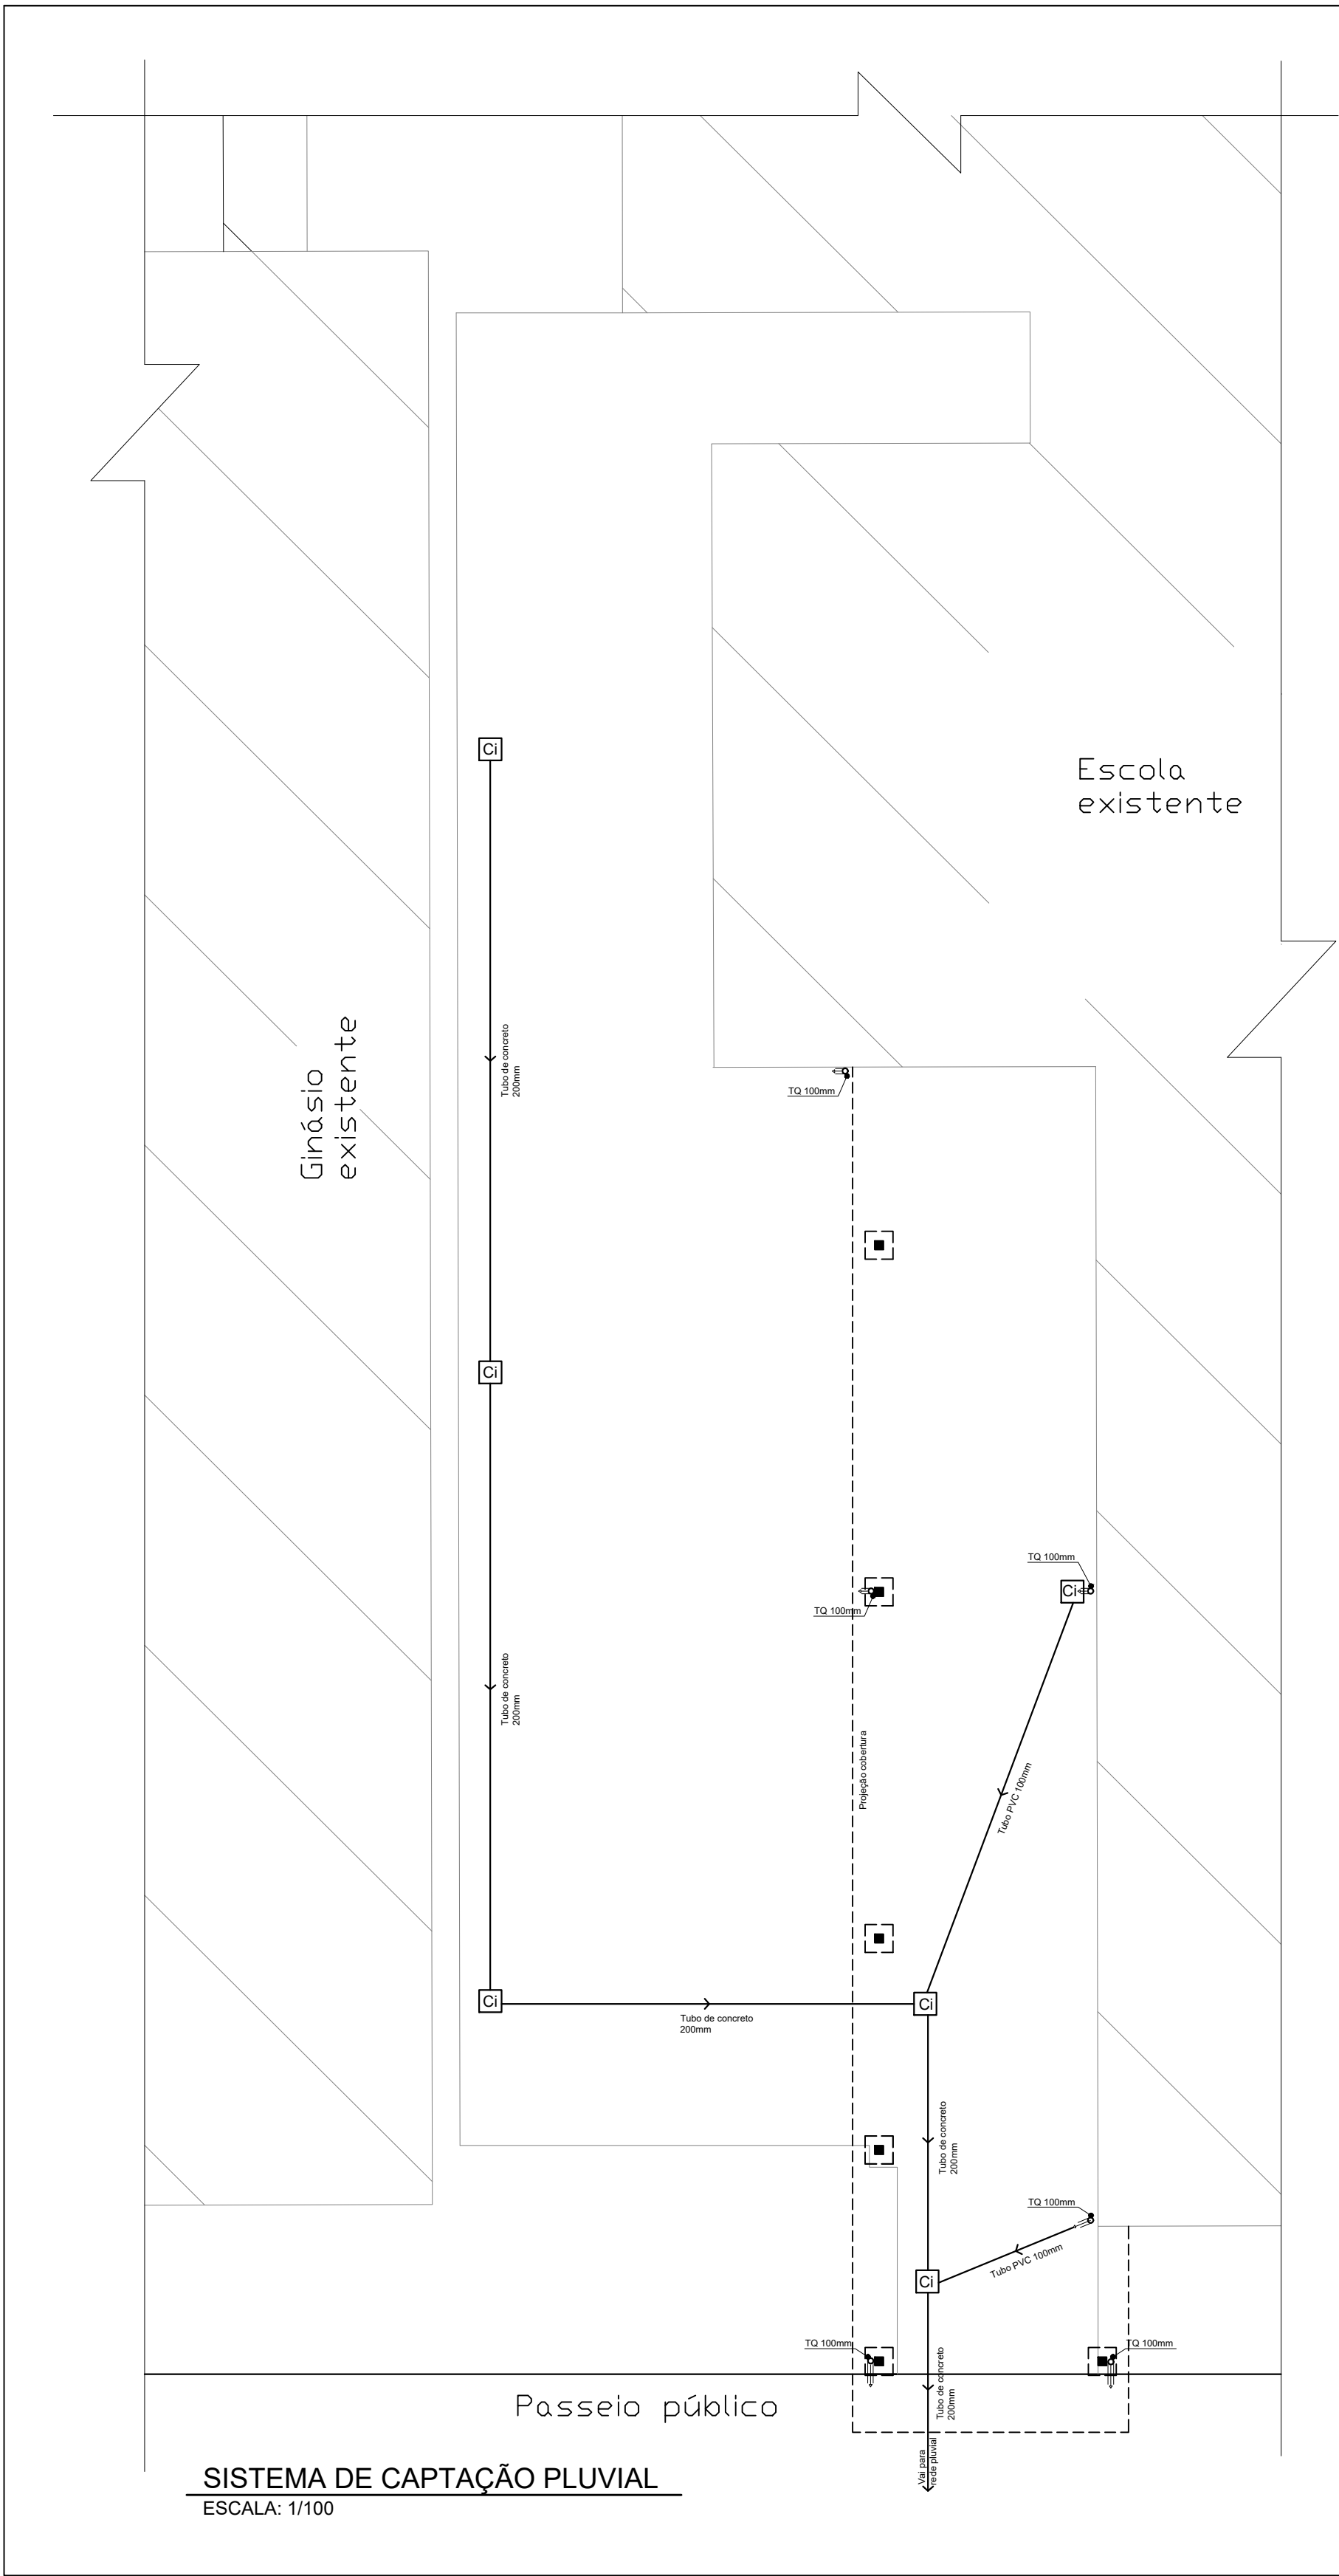 Ci
Escola
existente
Ginásio
existente
Tubo de concreto
200mm
TQ 100mm
Ci
TQ 100mm
Ci
TQ 100mm
Tubo de concreto
200mm
Projeção cobertura
Tubo PVC 100mm
Ci
Tubo de concreto
200mm
Ci
Tubo de concreto
200mm
TQ 100mm
Tubo PVC 100mm
Ci
TQ 100mm
TQ 100mm
Tubo de concreto
200mm
Passeio público
Vai para
rede pluvial
SISTEMA DE CAPTAÇÃO PLUVIAL
ESCALA: 1/100